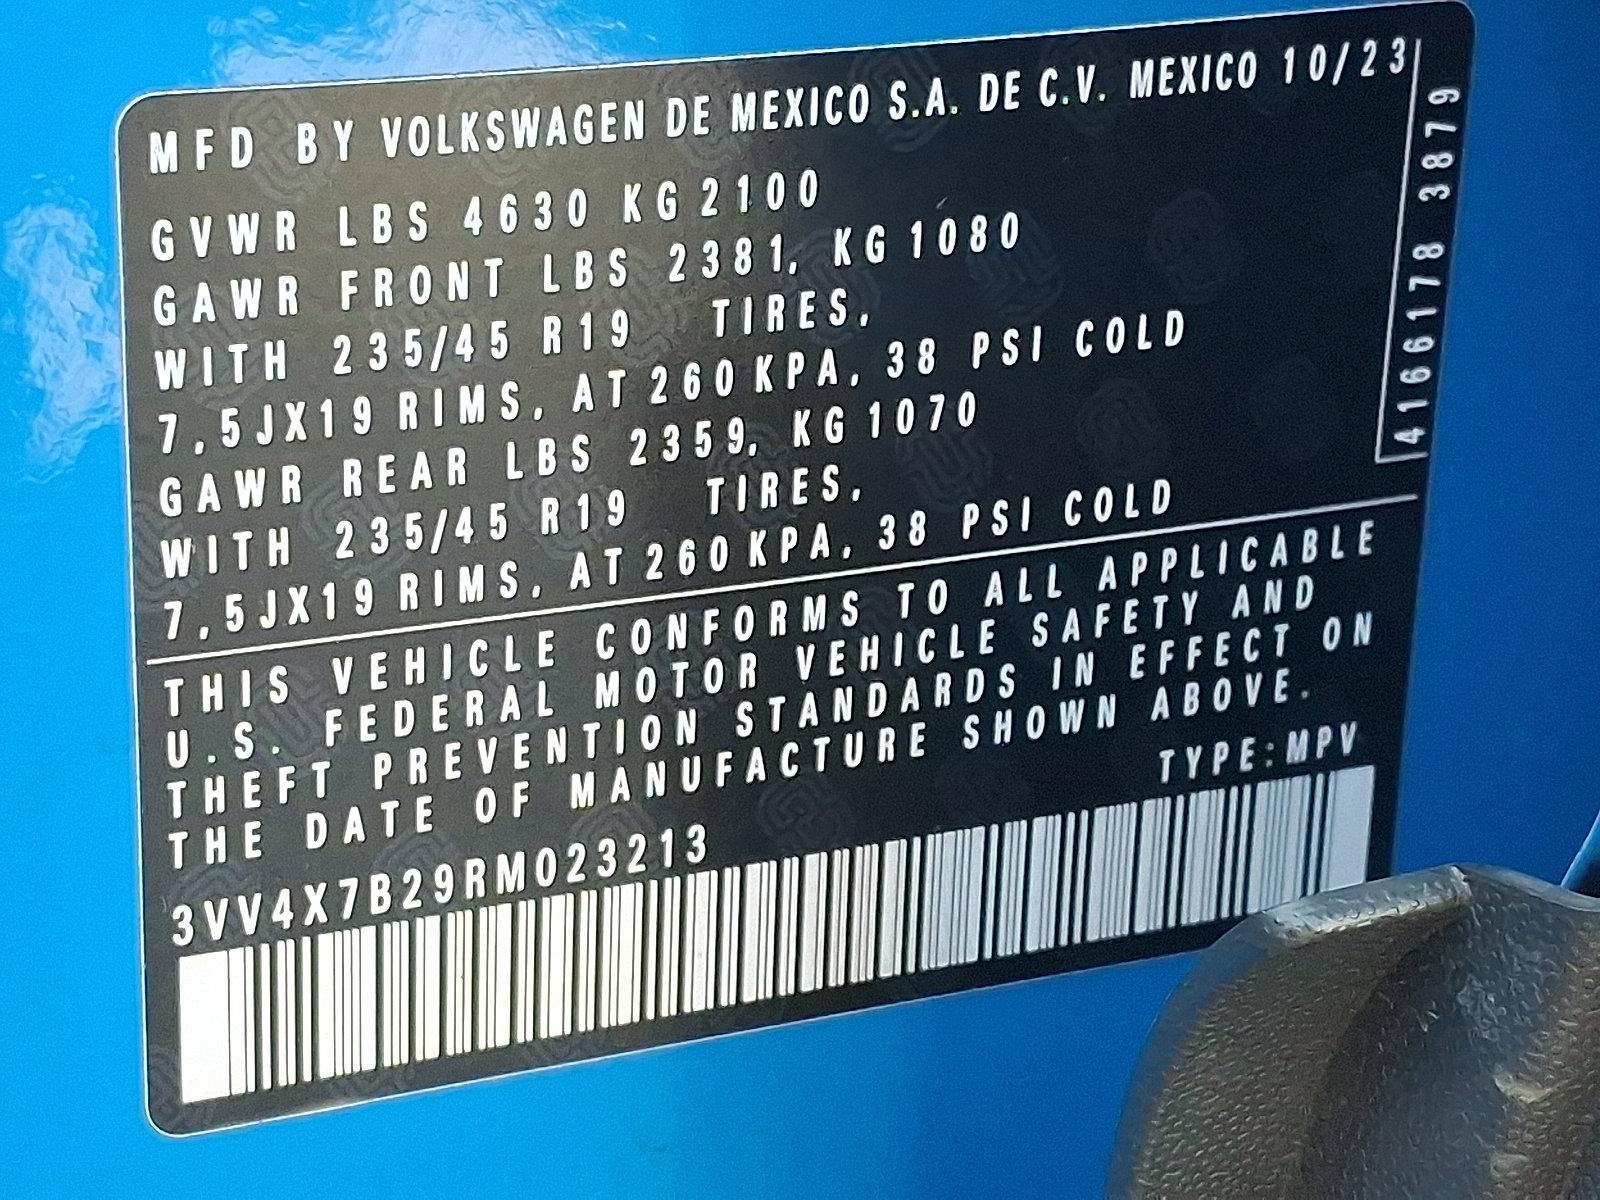 MFD BY VOLKSWAGEN DE MEXICO S.A. DE C.V. MEXICO 10/23
GVWR LBS 4630 KG 2100
GAWR FRONT LBS 2381, KG 1080
WITH 235/45 R19 TIRES,
7,5JX19 RIMS, AT 260 KPA, 38 PSI COLD
GAWR REAR LBS 2359, KG 1070
WITH 235/45 R19 TIRES,
7,5JX19 RIMS, AT 260 KPA, 38 PSI COLD
4166178 3879
THIS VEHICLE CONFORMS TO ALL APPLICABLE
U.S. FEDERAL MOTOR VEHICLE SAFETY AND
THEFT PREVENTION STANDARDS IN EFFECT ON
THE DATE OF MANUFACTURE SHOWN ABOVE.
3VV4X7B29RM023213 TYPE:MPV